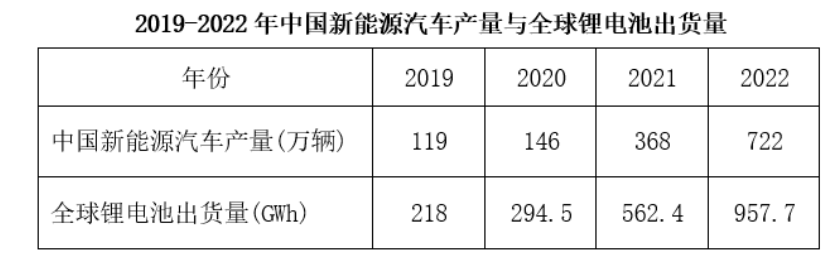 2019-2022 年中国新能源汽车产量与全球锂电池出货量
年份 2019 2020 2021 2022
中国新能源汽车产量(万辆) 119 146 368 722
全球锂电池出货量(GWh) 218 294.5 562.4 957.7